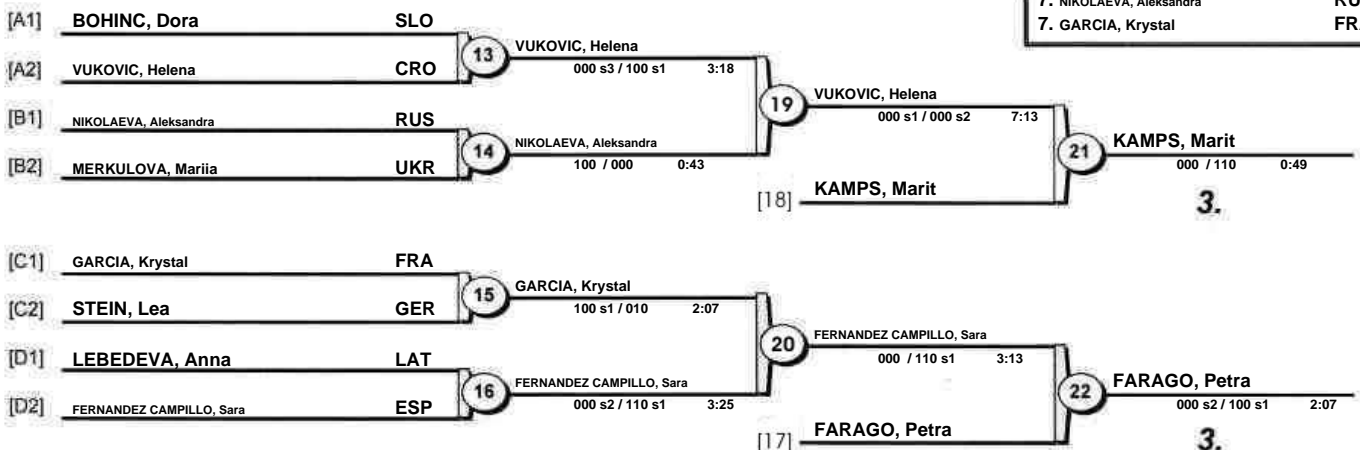 7. NIKOLAEVA, Aleksandra RU
7. GARCIA, Krystal FRA
[A1] BOHINC, Dora SLO
13 VUKOVIC, Helena
[A2] VUKOVIC, Helena CRO
000 s3 / 100 s1 3:18
19 VUKOVIC, Helena
000 s1 / 000 s2 7:13
[B1] NIKOLAEVA, Aleksandra RUS
14 NIKOLAEVA, Aleksandra
100 / 000 0:43
[B2] MERKULOVA, Mariia UKR
21 KAMPS, Marit
000 / 110 0:49
[18] KAMPS, Marit
3.
[C1] GARCIA, Krystal FRA
15 GARCIA, Krystal
100 s1 / 010 2:07
[C2] STEIN, Lea GER
20 FERNANDEZ CAMPILLO, Sara
000 / 110 s1 3:13
[D1] LEBEDEVA, Anna LAT
16 FERNANDEZ CAMPILLO, Sara
000 s2 / 110 s1 3:25
[D2] FERNANDEZ CAMPILLO, Sara ESP
22 FARAGO, Petra
000 s2 / 100 s1 2:07
[17] FARAGO, Petra
3.